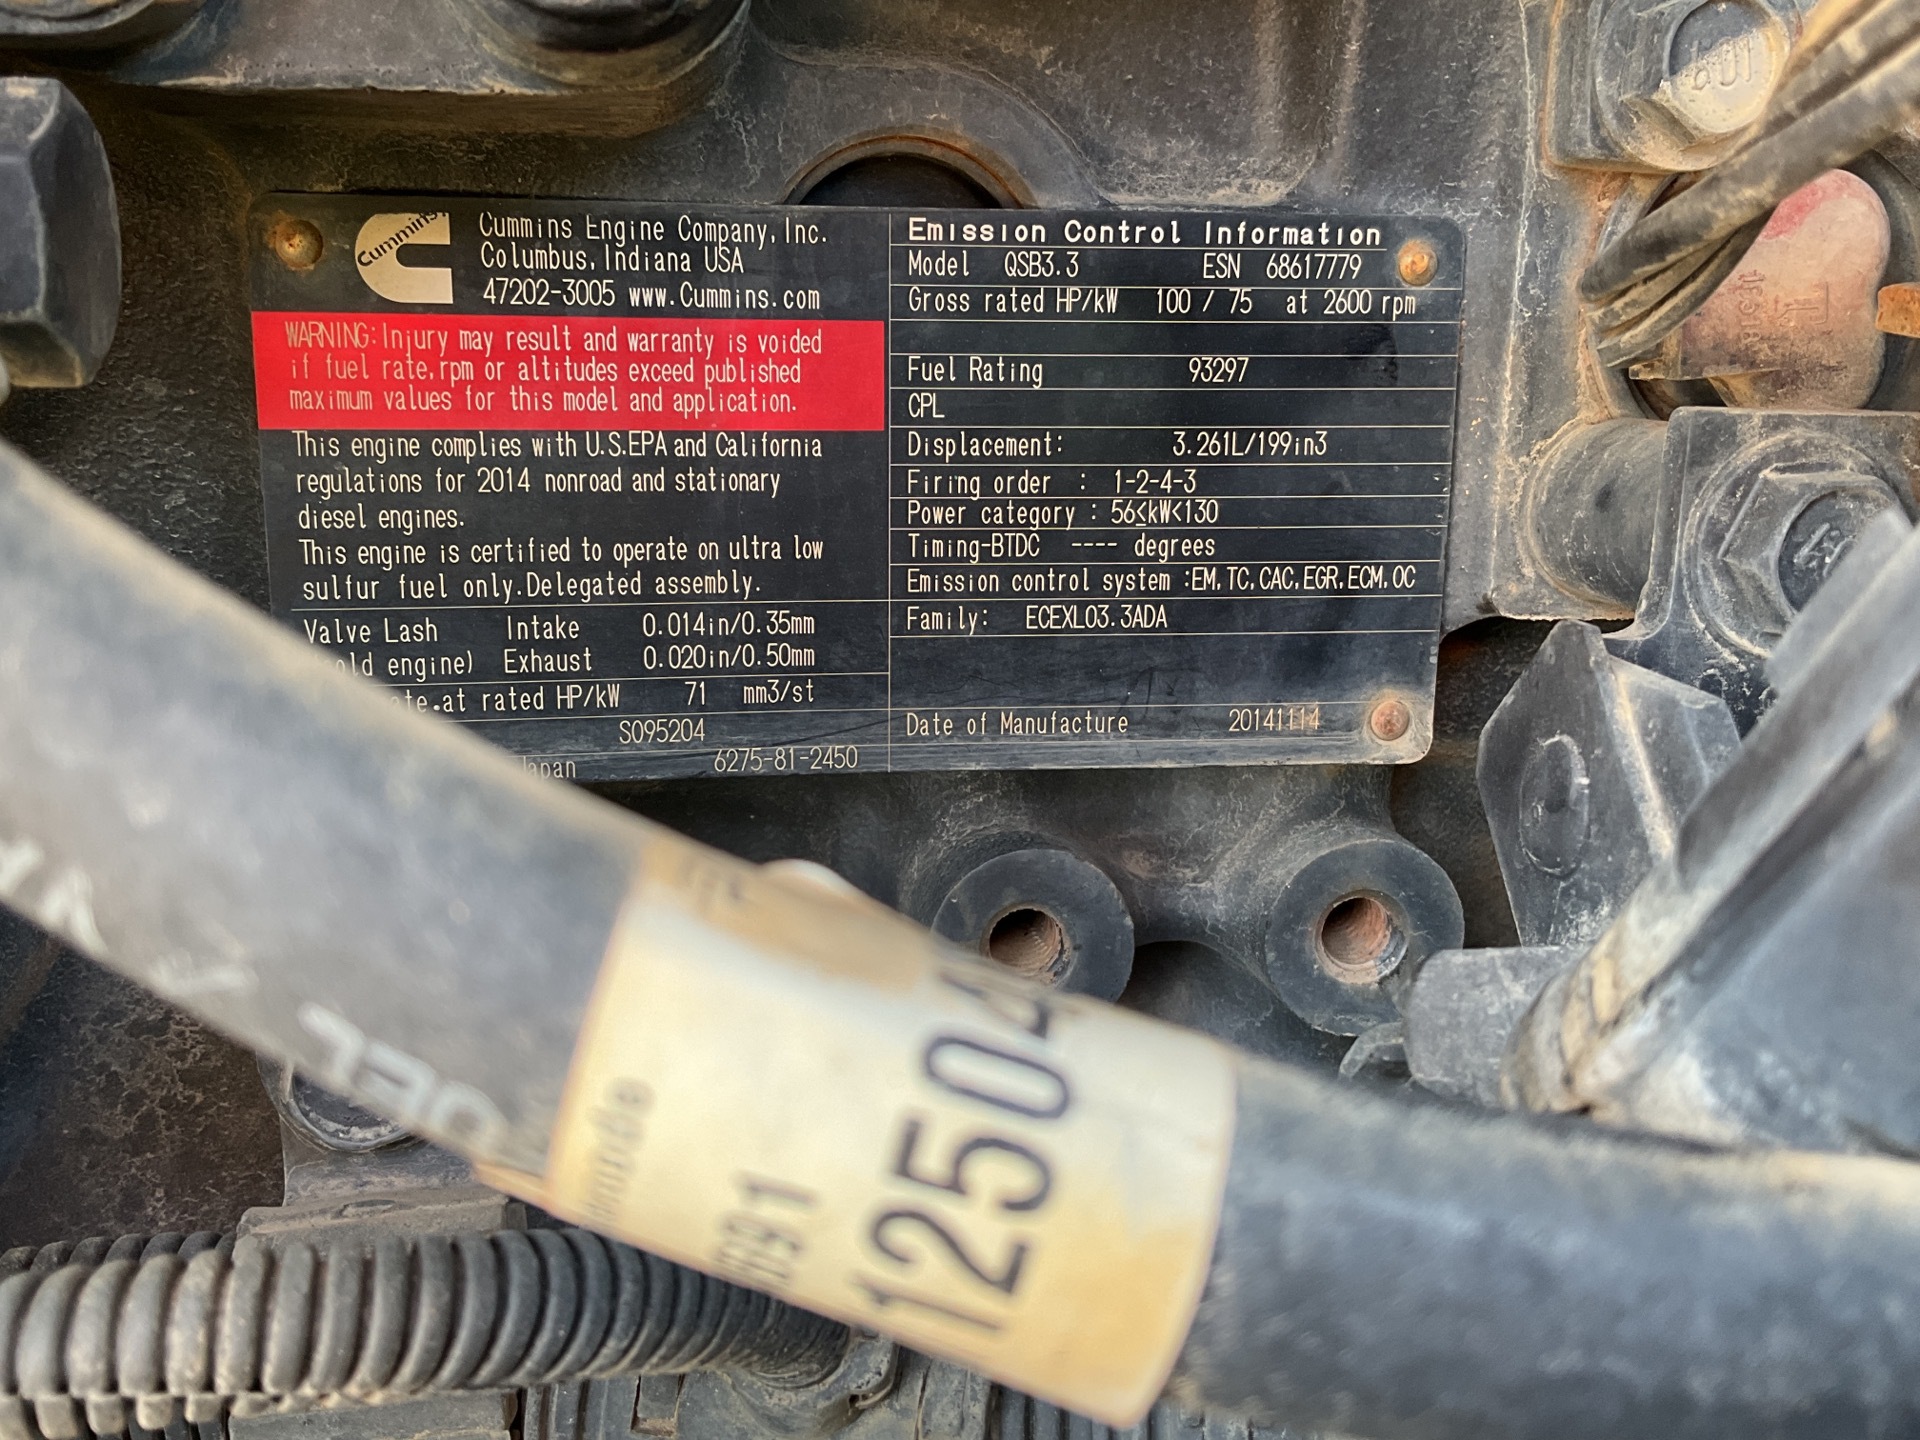 Cummins
Cummins Engine Company, Inc.
Columbus, Indiana USA
47202-3005 www.Cummins.com
WARNING: Injury may result and warranty is voided
if fuel rate, rpm or altitudes exceed published
maximum values for this model and application.
This engine complies with U.S.EPA and California
regulations for 2014 nonroad and stationary
diesel engines.
This engine is certified to operate on ultra low
sulfur fuel only. Delegated assembly.
Valve Lash Intake 0.014in/0.35mm
engine) Exhaust 0.020in/0.50mm
at rated HP/kW 71 mm3/st
S095204
6275-81-2450
Emission Control Information
Model QSB3.3 ESN 68617779
Gross rated HP/kW 100 / 75 at 2600 rpm
Fuel Rating 93297
CPL
Displacement: 3.261L/199in3
Firing order : 1-2-4-3
Power category : 56≤kW<130
Timing-BTDC ---- degrees
Emission control system :EM, TC, CAC, EGR, ECM, OC
Family: ECEXL03.3ADA
Date of Manufacture 20141114
12504